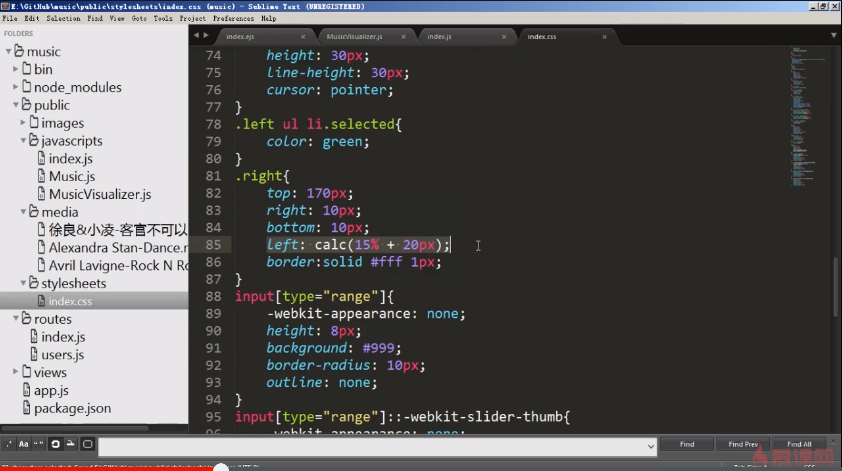 E:\GitHub\music\public\stylesheets\index.css (music) - Sublime Text (UNREGISTERED)
File Edit Selection Find View Goto Tools Project Preferences Help
FOLDERS
music
bin
node_modules
public
images
javascripts
index.js
Music.js
MusicVisualizer.js
media
徐良&小凌-客官不可以
Alexandra Stan-Dance.
Avril Lavigne-Rock N Ro
stylesheets
index.css
routes
index.js
users.js
views
app.js
package.json
index.ejs MusicVisualizer.js index.js index.css
74 height: 30px;
75 line-height: 30px;
76 cursor: pointer;
77 }
78 .left ul li.selected{
79 color: green;
80 }
81 .right{
82 top: 170px;
83 right: 10px;
84 bottom: 10px;
85 left: calc(15% + 20px);
86 border:solid #fff 1px;
87 }
88 input[type="range"]{
89 -webkit-appearance: none;
90 height: 8px;
91 background: #999;
92 border-radius: 10px;
93 outline: none;
94 }
95 input[type="range"]::-webkit-slider-thumb{
96 -webkit-appearance: none;
.* Aa “” Find Find Prev Find All
慕课网